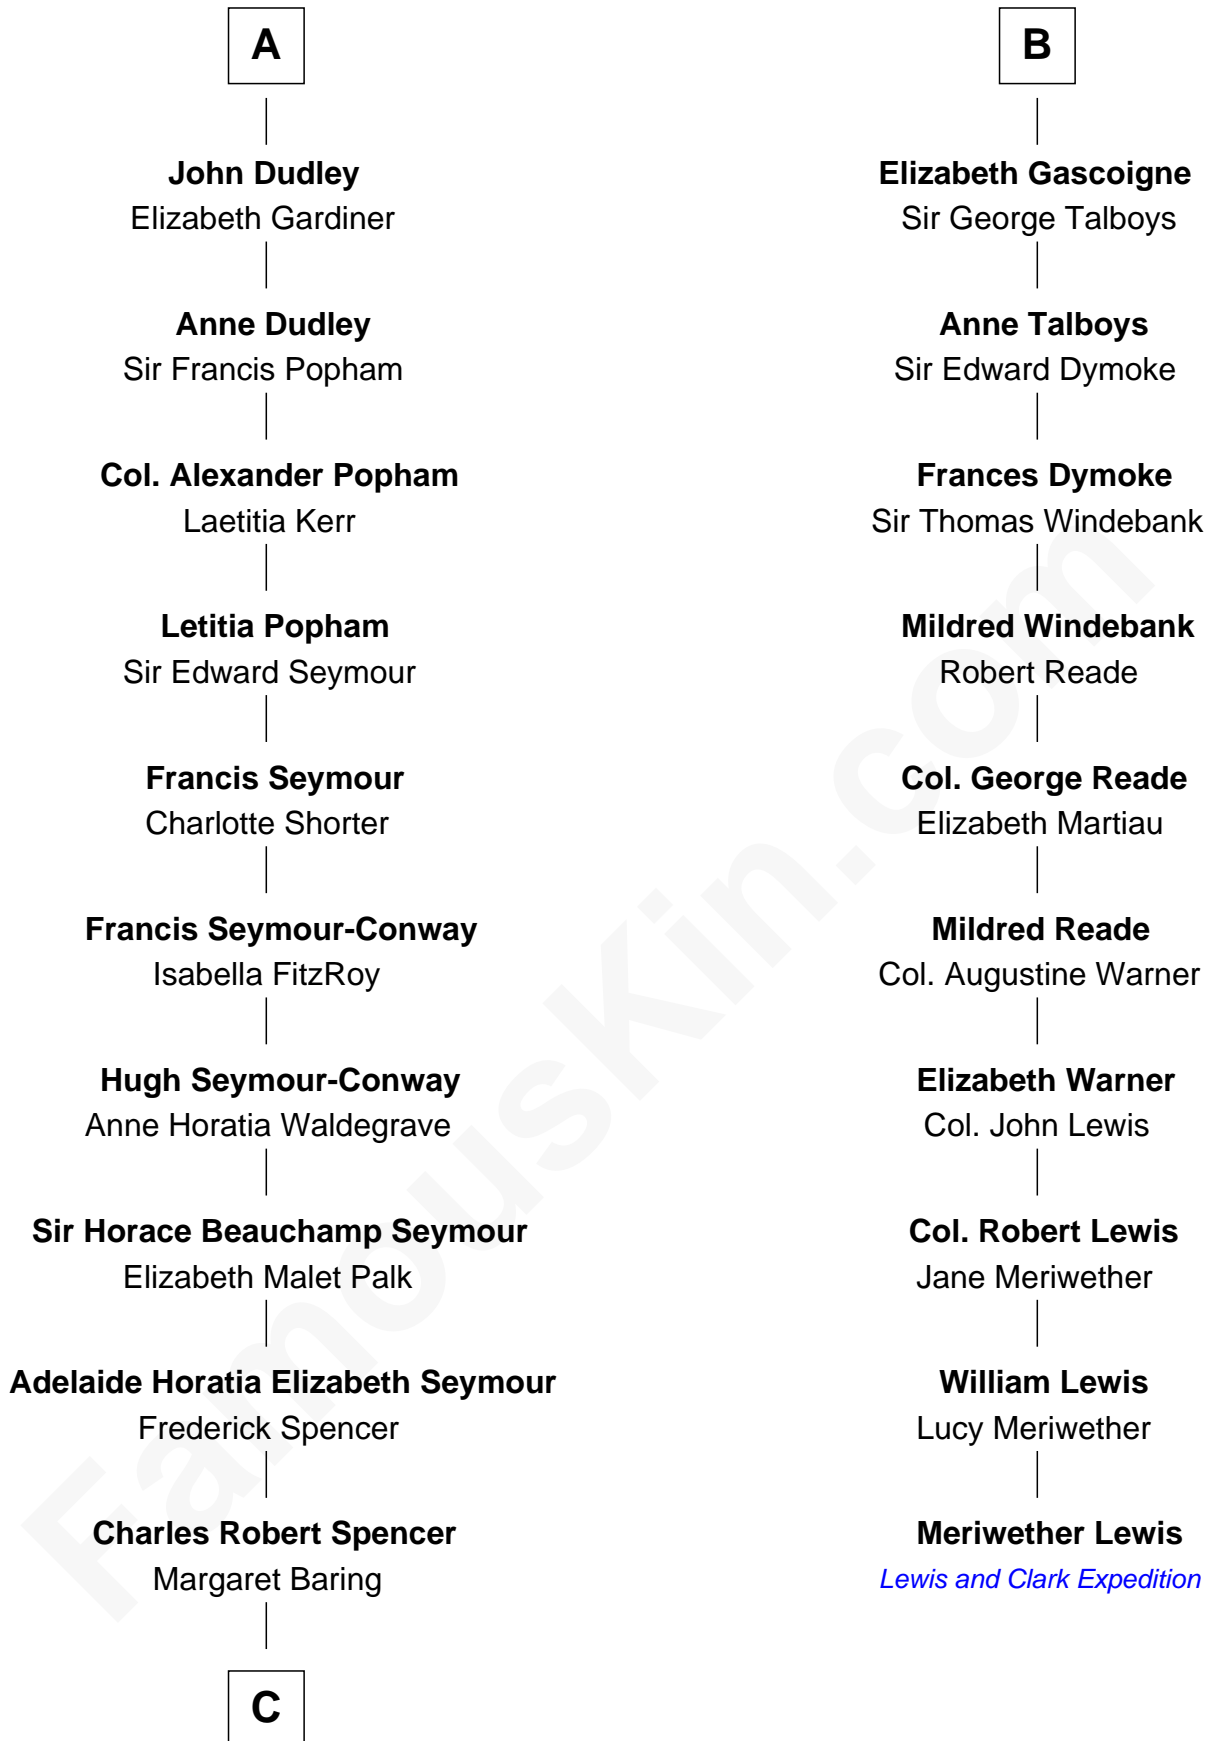 A
John Dudley
Elizabeth Gardiner
Anne Dudley
Sir Francis Popham
Col. Alexander Popham
Laetitia Kerr
Letitia Popham
Sir Edward Seymour
Francis Seymour
Charlotte Shorter
Francis Seymour-Conway
Isabella FitzRoy
Hugh Seymour-Conway
Anne Horatia Waldegrave
Sir Horace Beauchamp Seymour
Elizabeth Malet Palk
Adelaide Horatia Elizabeth Seymour
Frederick Spencer
Charles Robert Spencer
Margaret Baring
C
B
Elizabeth Gascoigne
Sir George Talboys
Anne Talboys
Sir Edward Dymoke
Frances Dymoke
Sir Thomas Windebank
Mildred Windebank
Robert Reade
Col. George Reade
Elizabeth Martiau
Mildred Reade
Col. Augustine Warner
Elizabeth Warner
Col. John Lewis
Col. Robert Lewis
Jane Meriwether
William Lewis
Lucy Meriwether
Meriwether Lewis
Lewis and Clark Expedition
FamousKin.com